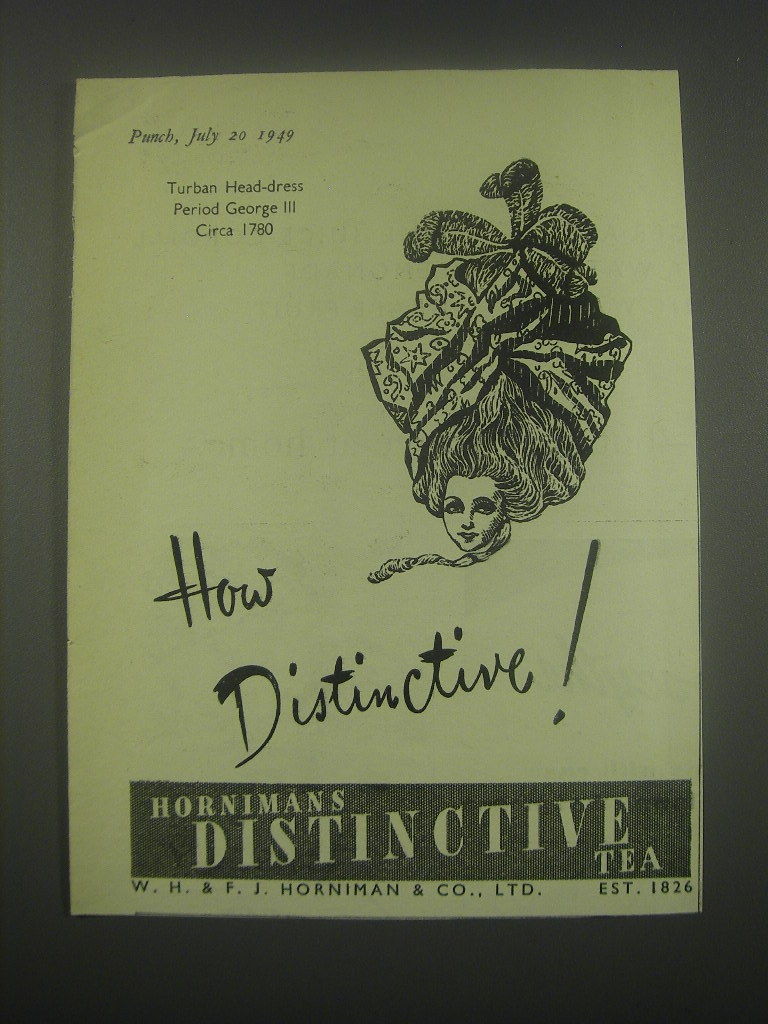 Punch, July 20 1949
Turban Head-dress
Period George III
Circa 1780
How
Distinctive!
HORNIMANS
DISTINCTIVE
TEA
W. H. & F. J. HORNIMAN & CO., LTD. EST. 1826